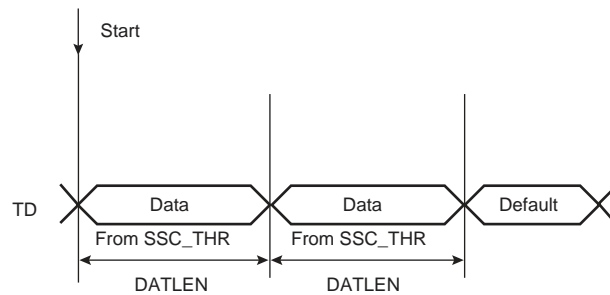 Start
TD
Data
Data
Default
From SSC_THR
From SSC_THR
DATLEN
DATLEN